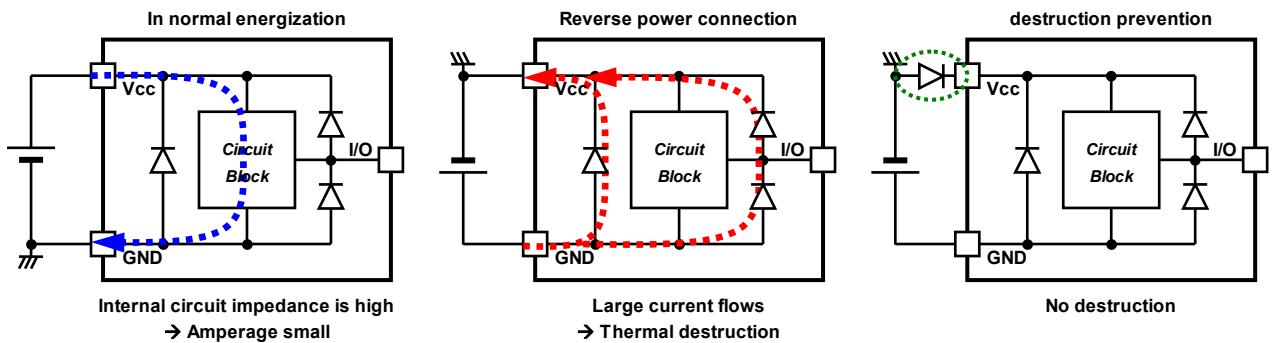 In normal energization
Vcc
Circuit
Block
I/O
GND
Internal circuit impedance is high
→ Amperage small
Reverse power connection
Vcc
Circuit
Block
I/O
GND
Large current flows
→ Thermal destruction
destruction prevention
Vcc
Circuit
Block
I/O
GND
No destruction